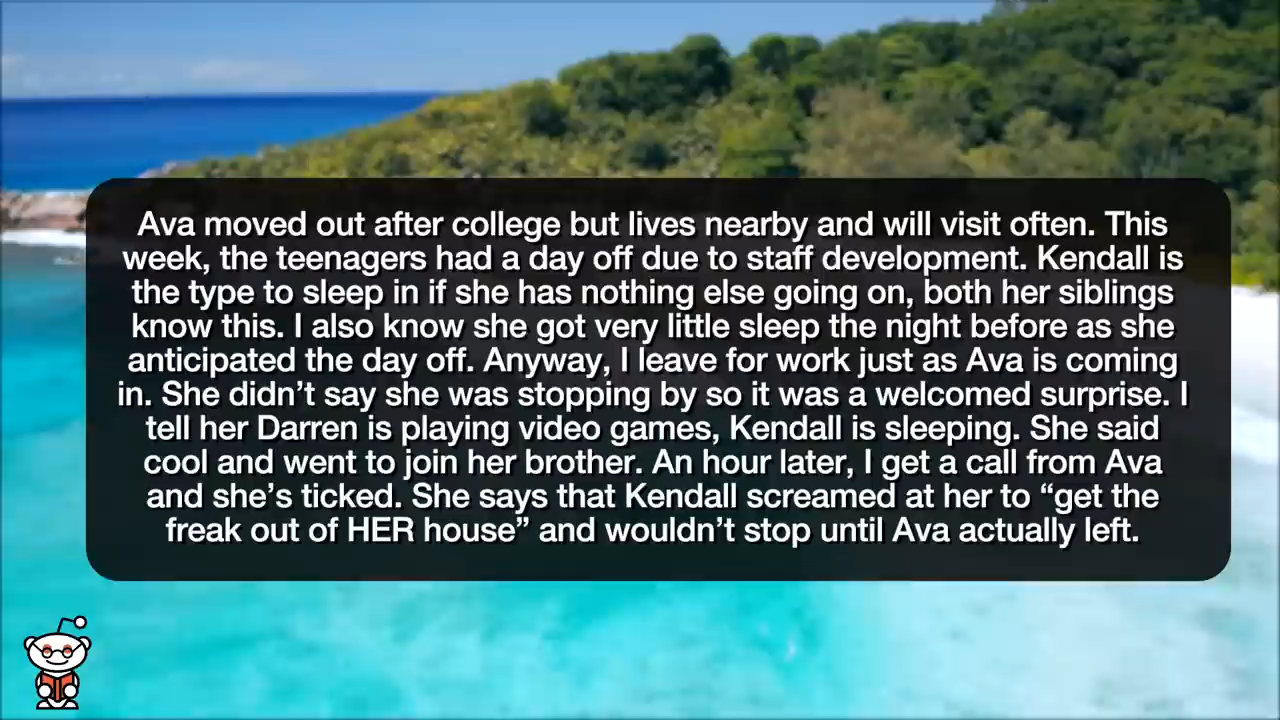 Ava moved out after college but lives nearby and will visit often. This
week, the teenagers had a day off due to staff development. Kendall is
the type to sleep in if she has nothing else going on, both her siblings
know this. I also know she got very little sleep the night before as she
anticipated the day off. Anyway, I leave for work just as Ava is coming
in. She didn’t say she was stopping by so it was a welcomed surprise. I
tell her Darren is playing video games, Kendall is sleeping. She said
cool and went to join her brother. An hour later, I get a call from Ava
and she’s ticked. She says that Kendall screamed at her to “get the
freak out of HER house” and wouldn’t stop until Ava actually left.